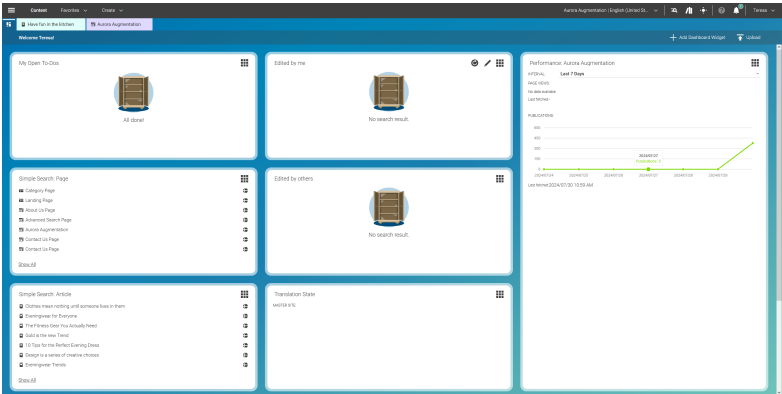 Content Favorites Create Aurora Augmentation | English (United St... Teresa
Have fun in the kitchen Aurora Augmentation
Welcome Teresa! Add Dashboard Widget Upload
My Open To-Dos
All done!
Edited by me
No search result.
Performance: Aurora Augmentation
INTERVAL: Last 7 Days
PAGE VIEWS
No data available
Last fetched -
PUBLICATIONS
2024/07/27
Publications: 0
Last fetched 2024/07/30 10:59 AM
Simple Search: Page
Category Page
Landing Page
About Us Page
Advanced Search Page
Aurora Augmentation
Contact Us Page
Contact Us Page
Show All
Edited by others
No search result.
Simple Search: Article
Clothes mean nothing until someone lives in them
Eveningwear for Everyone
The Fitness Gear You Actually Need
Gold is the new Trend
10 Tips for the Perfect Evening Dress
Design is a series of creative choices
Eveningwear Trends
Show All
Translation State
MASTER SITE